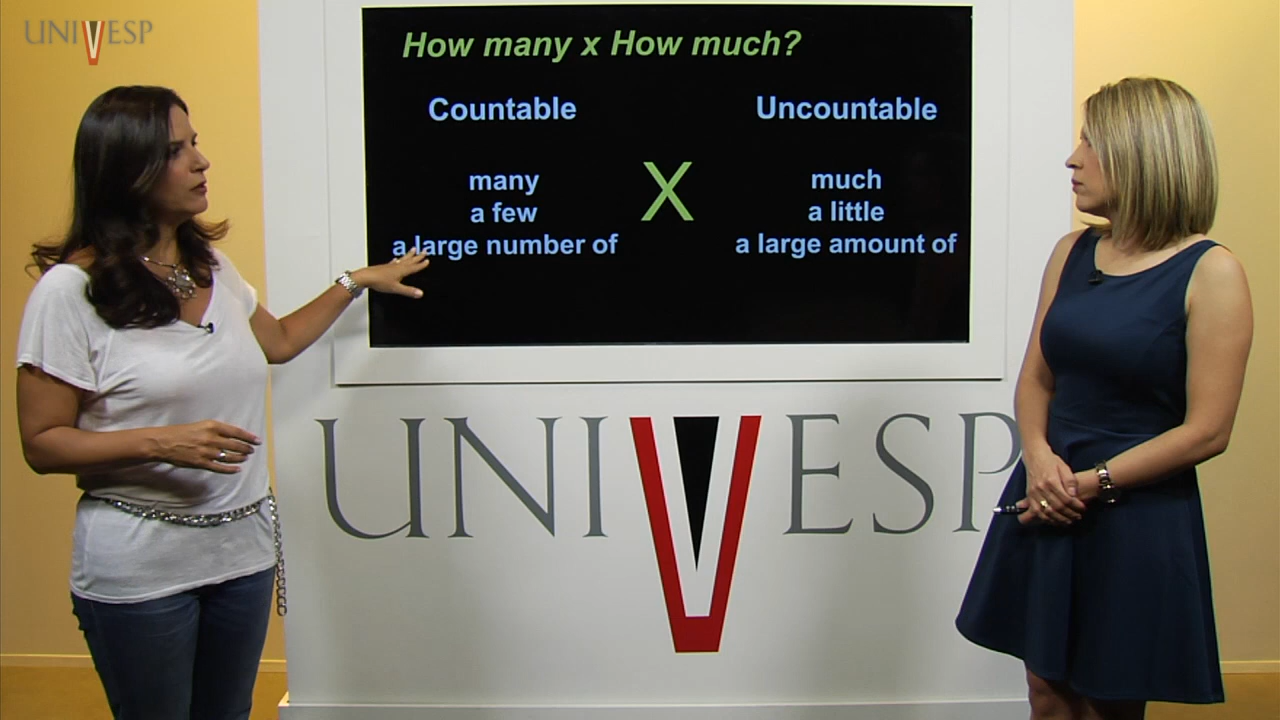 UNIVESP
How many x How much?
Countable
Uncountable
many
a few
a large number of
X
much
a little
a large amount of
UNIVESP